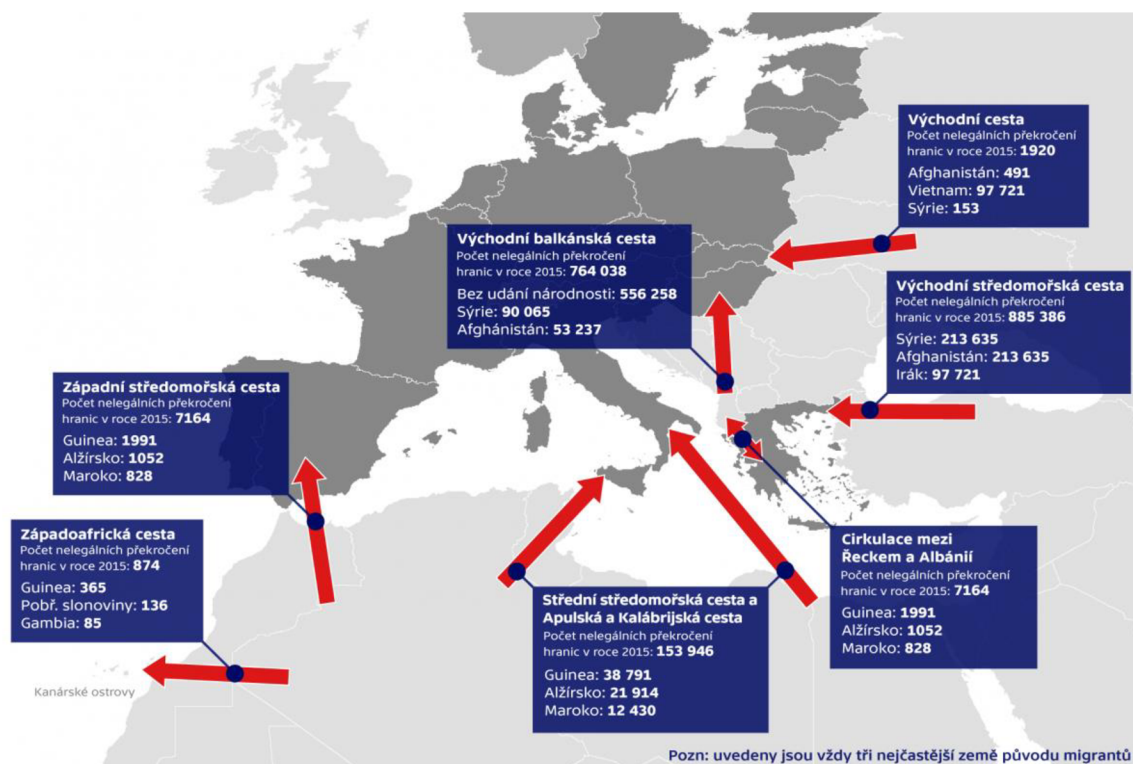 Východní cesta
Počet nelegálních překročení
hranic v roce 2015: 1920
Afghanistán: 491
Vietnam: 97 721
Sýrie: 153
Východní balkánská cesta
Počet nelegálních překročení
hranic v roce 2015: 764 038
Bez udání národnosti: 556 258
Sýrie: 90 065
Afghánistán: 53 237
Východní středomořská cesta
Počet nelegálních překročení
hranic v roce 2015: 885 386
Sýrie: 213 635
Afghanistán: 213 635
Irák: 97 721
Západní středomořská cesta
Počet nelegálních překročení
hranic v roce 2015: 7164
Guinea: 1991
Alžírsko: 1052
Maroko: 828
Západoafrická cesta
Počet nelegálních překročení
hranic v roce 2015: 874
Guinea: 365
Pobř. slonoviny: 136
Gambia: 85
Kanárské ostrovy
Střední středomořská cesta a
Apulská a Kalábrijská cesta
Počet nelegálních překročení
hranic v roce 2015: 153 946
Guinea: 38 791
Alžírsko: 21 914
Maroko: 12 430
Cirkulace mezi
Řeckem a Albánií
Počet nelegálních překročení
hranic v roce 2015: 7164
Guinea: 1991
Alžírsko: 1052
Maroko: 828
Pozn: uvedeny jsou vždy tři nejčastější země původu migrantů